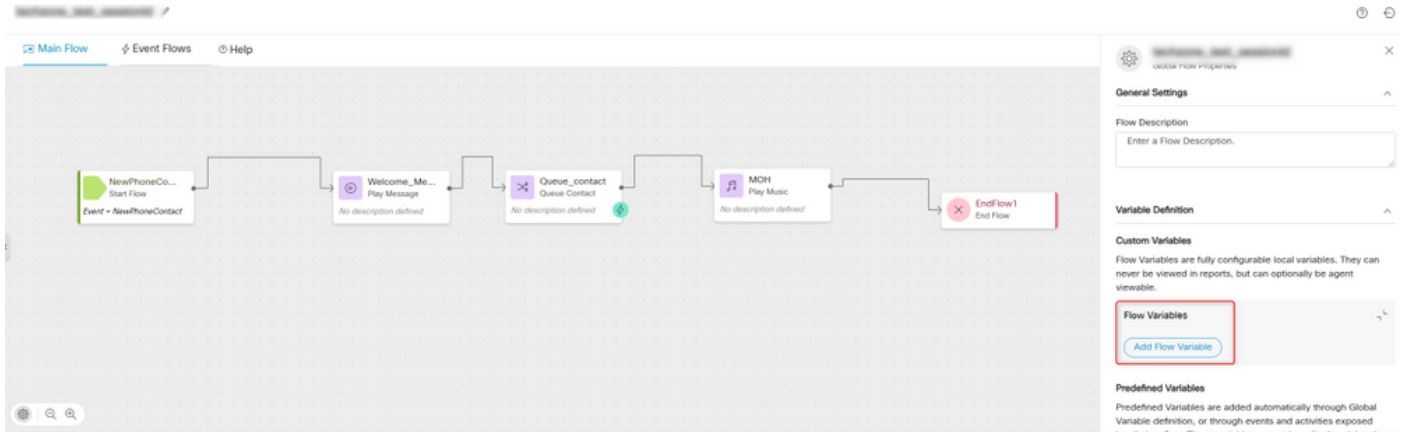 Main Flow
Event Flows
Help
NewPhoneCo...
Start Flow
Event = NewPhoneContact
Welcome_Me...
Play Message
No description defined
Queue_contact
Queue Contact
No description defined
MOH
Play Music
No description defined
EndFlow1
End Flow
Global Flow Properties
General Settings
Flow Description
Enter a Flow Description.
Variable Definition
Custom Variables
Flow Variables are fully configurable local variables. They can
never be viewed in reports, but can optionally be agent
viewable.
Flow Variables
Add Flow Variable
Predefined Variables
Predefined Variables are added automatically through Global
Variable definition, or through events and activities exposed